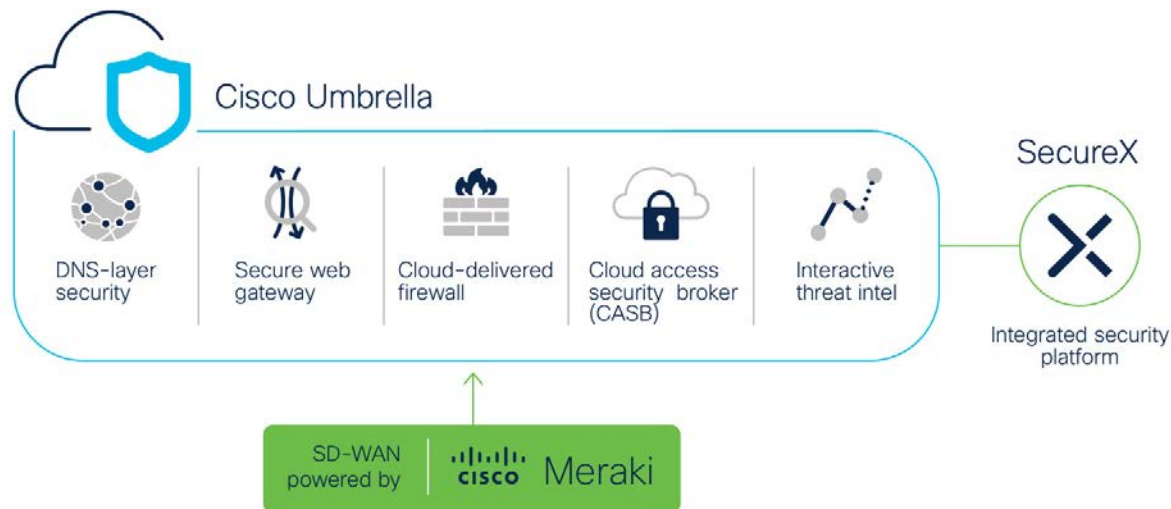 Cisco Umbrella
SecureX
DNS-layer
security
Secure web
gateway
Cloud-delivered
firewall
Cloud access
security broker
(CASB)
Interactive
threat intel
Integrated security
platform
SD-WAN
powered by
CISCO
Meraki